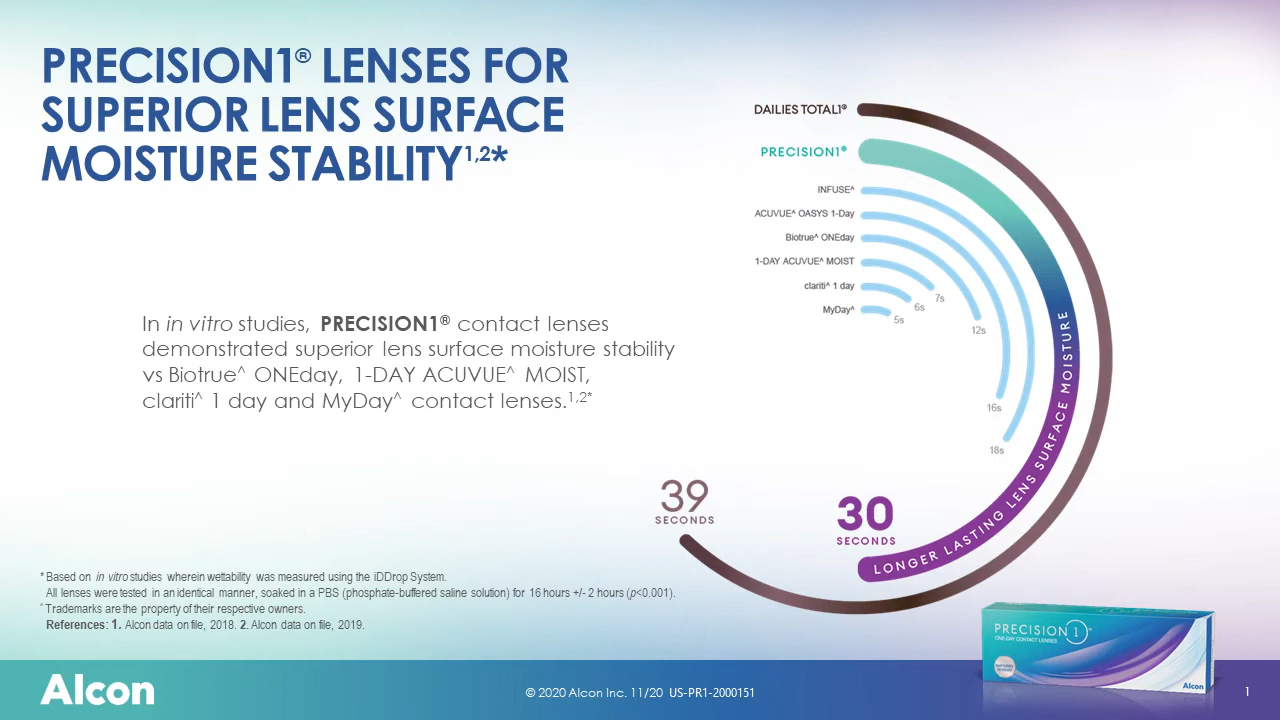 PRECISION1® LENSES FOR
SUPERIOR LENS SURFACE
MOISTURE STABILITY1,2*
In in vitro studies, PRECISION1® contact lenses
demonstrated superior lens surface moisture stability
vs Biotrue^ ONEday, 1-DAY ACUVUE^ MOIST,
clariti^ 1 day and MyDay^ contact lenses.1,2*
DAILIES TOTAL1®
PRECISION1®
INFUSE^
ACUVUE^ OASYS 1-Day
Biotrue^ ONEday
1-DAY ACUVUE^ MOIST
clariti^ 1 day
MyDay^
5s
6s
7s
12s
16s
18s
LONGER LASTING LENS SURFACE MOISTURE
39
SECONDS
30
SECONDS
* Based on in vitro studies wherein wettability was measured using the iDDrop System.
All lenses were tested in an identical manner, soaked in a PBS (phosphate-buffered saline solution) for 16 hours +/- 2 hours (p<0.001).
^ Trademarks are the property of their respective owners.
References: 1. Alcon data on file, 2018. 2. Alcon data on file, 2019.
PRECISION 1®
ONE-DAY CONTACT LENSES
Alcon
Alcon
© 2020 Alcon Inc. 11/20 US-PR1-2000151
1